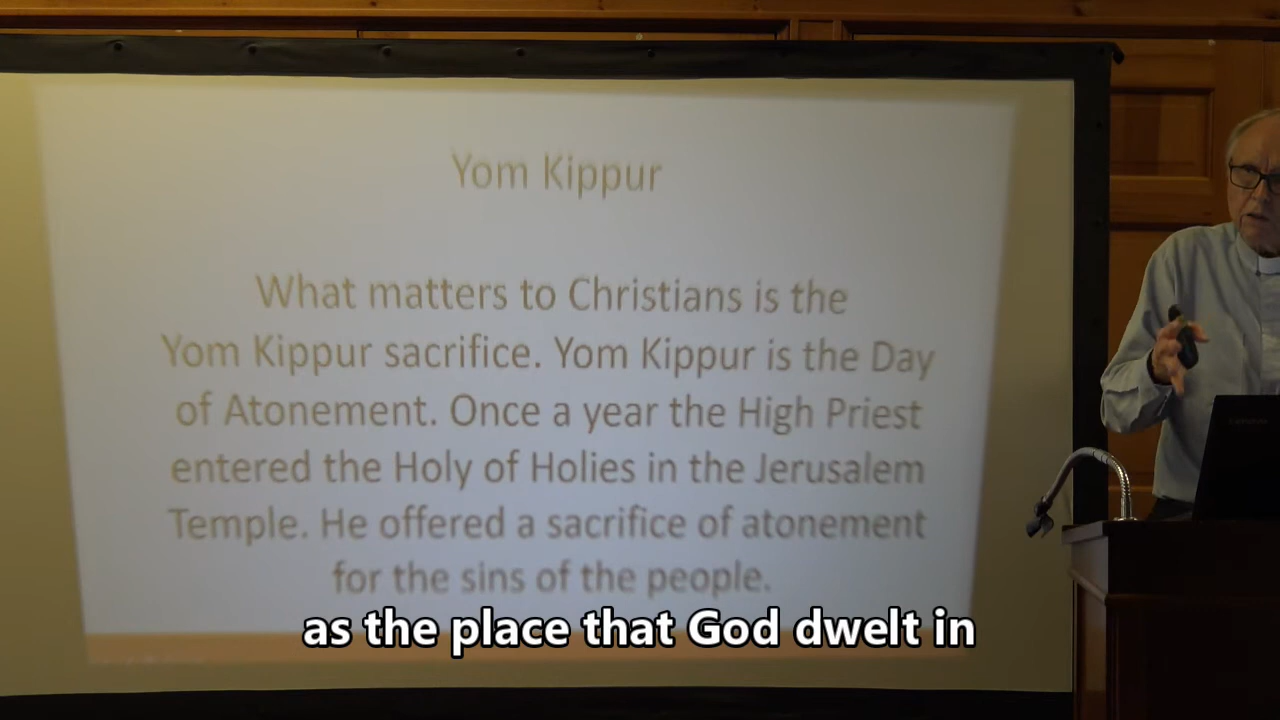 Yom Kippur
What matters to Christians is the
Yom Kippur sacrifice. Yom Kippur is the Day
of Atonement. Once a year the High Priest
entered the Holy of Holies in the Jerusalem
Temple. He offered a sacrifice of atonement
for the sins of the people.
as the place that God dwelt in